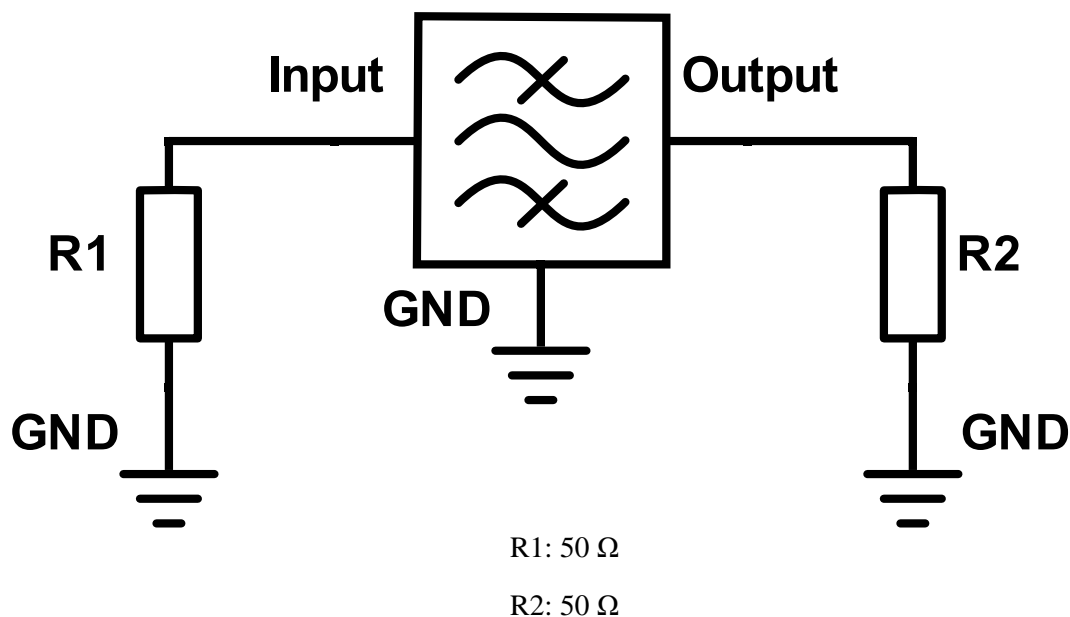 Input
Output
R1
R2
GND
GND
GND
R1: 50 Ω
R2: 50 Ω